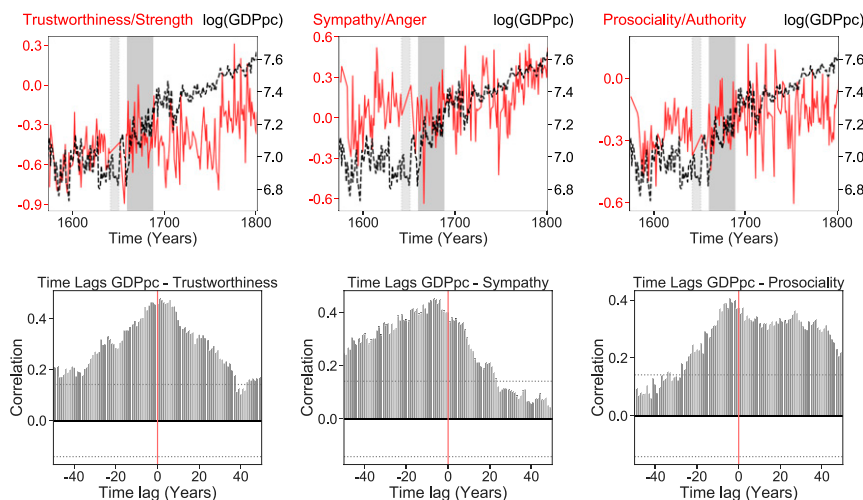 Trustworthiness/Strength log(GDPpc)
0.3
0.0
-0.3
-0.6
-0.9
7.6
7.4
7.2
7.0
6.8
1600 1700 1800
Time (Years)
Sympathy/Anger log(GDPpc)
0.6
0.3
0.0
-0.3
-0.6
7.6
7.4
7.2
7.0
6.8
1600 1700 1800
Time (Years)
Prosociality/Authority log(GDPpc)
0.0
-0.3
-0.6
7.6
7.4
7.2
7.0
6.8
1600 1700 1800
Time (Years)
Time Lags GDPpc - Trustworthiness
Correlation
0.4
0.2
0.0
-40 -20 0 20 40
Time lag (Years)
Time Lags GDPpc - Sympathy
Correlation
0.4
0.2
0.0
-40 -20 0 20 40
Time lag (Years)
Time Lags GDPpc - Prosociality
Correlation
0.4
0.2
0.0
-40 -20 0 20 40
Time lag (Years)